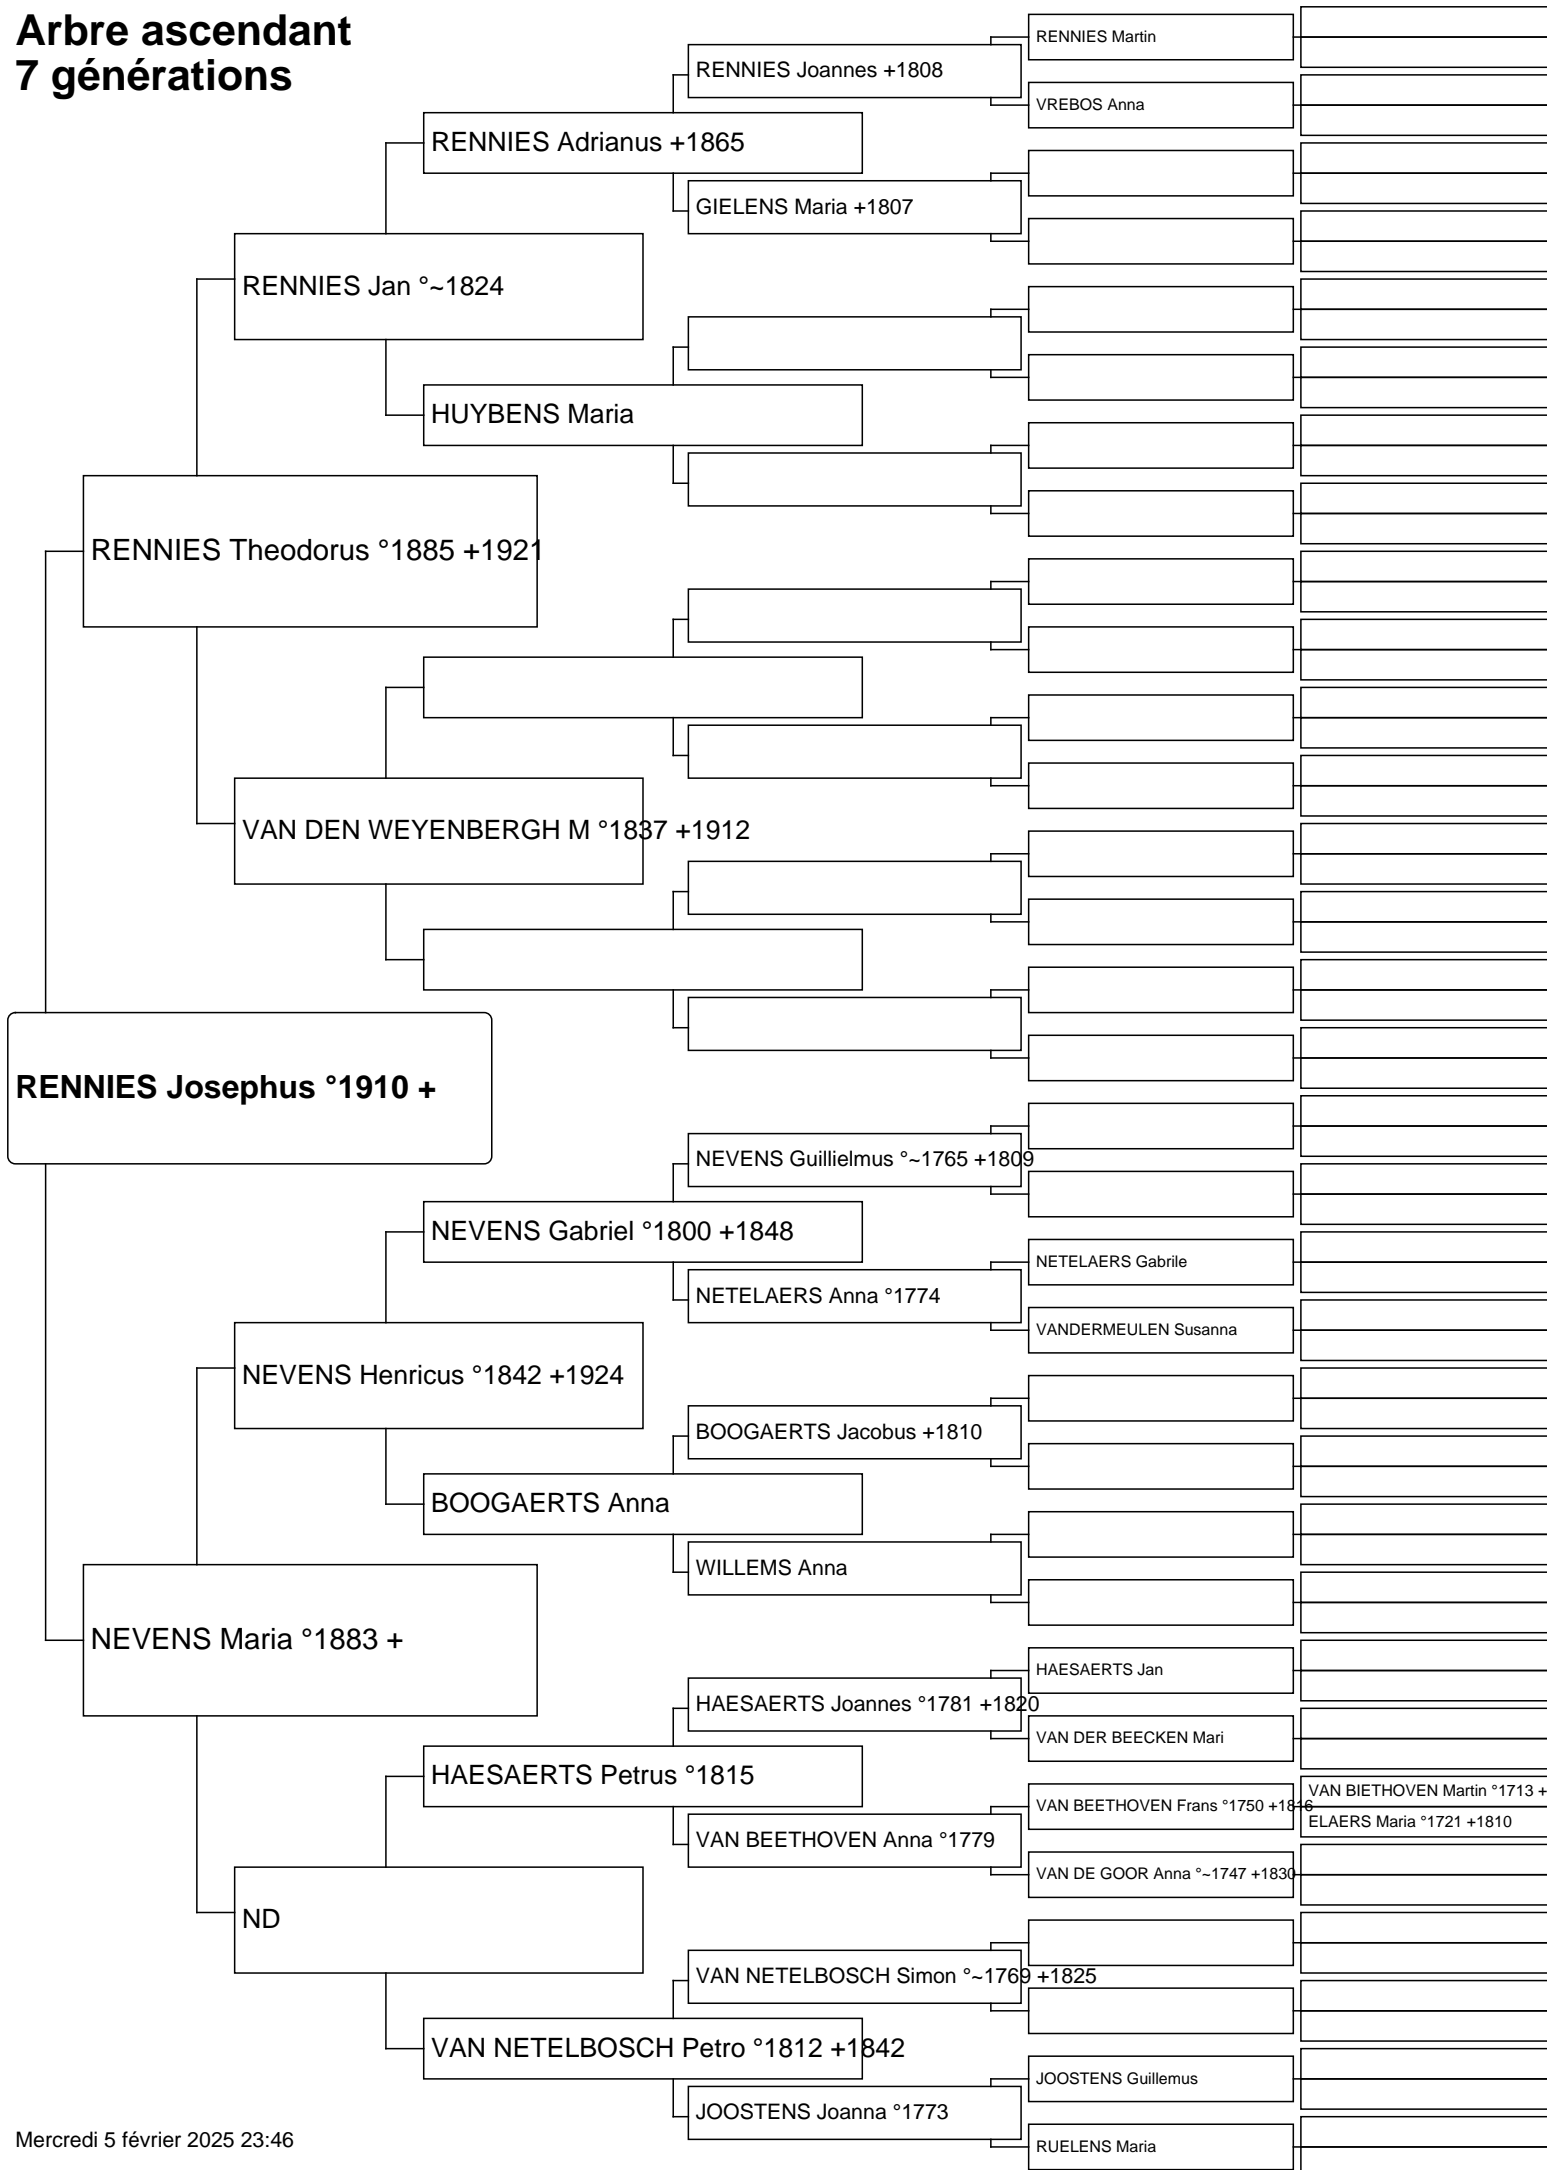 Arbre ascendant
7 générations
RENNIES Martin
RENNIES Joannes +1808
VREBOS Anna
RENNIES Adrianus +1865
GIELENS Maria +1807
RENNIES Jan °~1824
HUYBENS Maria
RENNIES Theodorus °1885 +1921
VAN DEN WEYENBERGH M °1837 +1912
RENNIES Josephus °1910 +
NEVENS Guillielmus °~1765 +1809
NEVENS Gabriel °1800 +1848
NETELAERS Gabrile
NETELAERS Anna °1774
VANDERMEULEN Susanna
NEVENS Henricus °1842 +1924
BOOGAERTS Jacobus +1810
BOOGAERTS Anna
WILLEMS Anna
NEVENS Maria °1883 +
HAESAERTS Jan
HAESAERTS Joannes °1781 +1820
VAN DER BEECKEN Mari
HAESAERTS Petrus °1815
VAN BIETHOVEN Martin °1713 +
VAN BEETHOVEN Frans °1750 +1816
ELAERS Maria °1721 +1810
VAN BEETHOVEN Anna °1779
VAN DE GOOR Anna °~1747 +1830
ND
VAN NETELBOSCH Simon °~1769 +1825
VAN NETELBOSCH Petro °1812 +1842
JOOSTENS Guillemus
JOOSTENS Joanna °1773
RUELENS Maria
Mercredi 5 février 2025 23:46